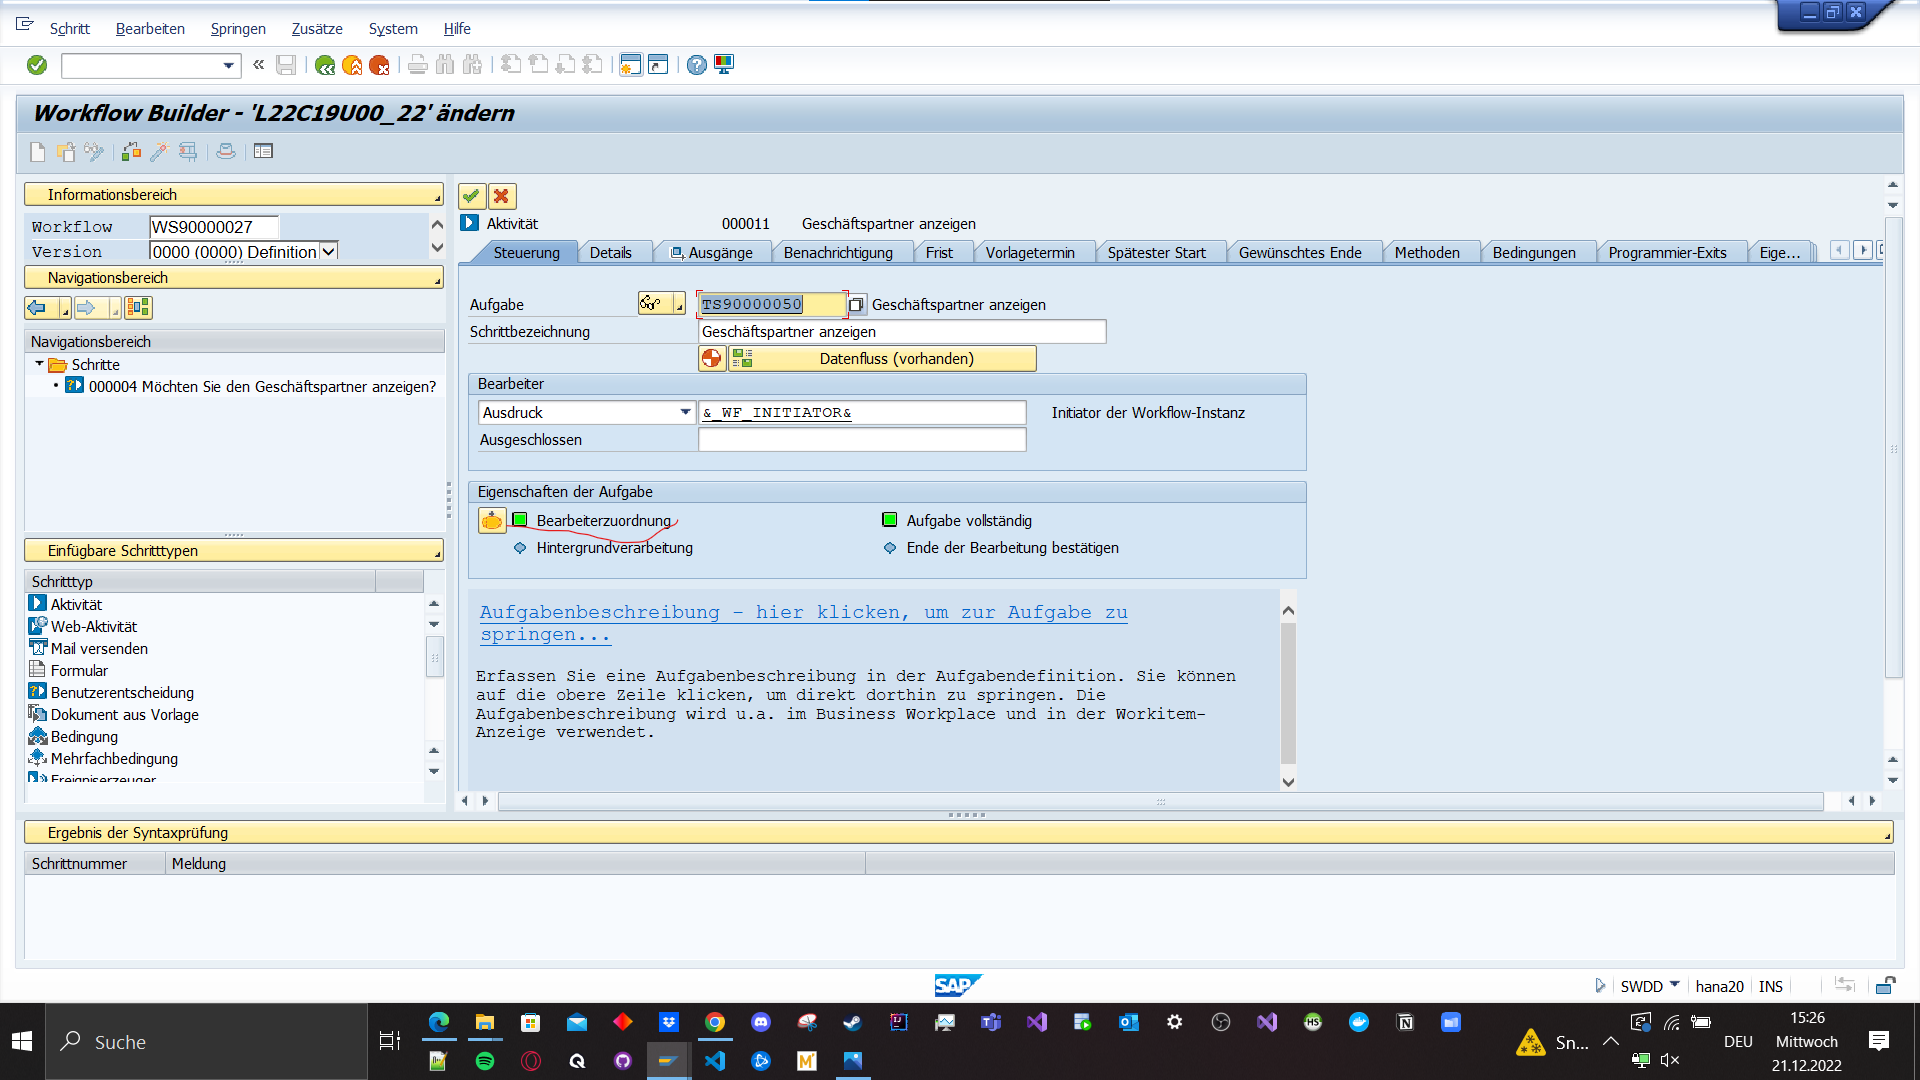 Schritt Bearbeiten Springen Zusätze System Hilfe
Workflow Builder - 'L22C19U00_22' ändern
Informationsbereich
Workflow WS90000027
Version 0000 (0000) Definition
Navigationsbereich
Navigationsbereich
Schritte
000004 Möchten Sie den Geschäftspartner anzeigen?
Einfügbare Schritttypen
Schritttyp
Aktivität
Web-Aktivität
Mail versenden
Formular
Benutzerentscheidung
Dokument aus Vorlage
Bedingung
Mehrfachbedingung
Ereigniserzeuger
Aktivität 000011 Geschäftspartner anzeigen
Steuerung Details Ausgänge Benachrichtigung Frist Vorlagetermin Spätester Start Gewünschtes Ende Methoden Bedingungen Programmier-Exits Eige...
Aufgabe TS90000050 Geschäftspartner anzeigen
Schrittbezeichnung Geschäftspartner anzeigen
Datenfluss (vorhanden)
Bearbeiter
Ausdruck &_WF_INITIATOR& Initiator der Workflow-Instanz
Ausgeschlossen
Eigenschaften der Aufgabe
Bearbeiterzuordnung Aufgabe vollständig
Hintergrundverarbeitung Ende der Bearbeitung bestätigen
Aufgabenbeschreibung - hier klicken, um zur Aufgabe zu
springen...
Erfassen Sie eine Aufgabenbeschreibung in der Aufgabendefinition. Sie können
auf die obere Zeile klicken, um direkt dorthin zu springen. Die
Aufgabenbeschreibung wird u.a. im Business Workplace und in der Workitem-
Anzeige verwendet.
Ergebnis der Syntaxprüfung
Schrittnummer Meldung
SAP
SWDD hana20 INS
Suche
Sn...
DEU
15:26
Mittwoch
21.12.2022